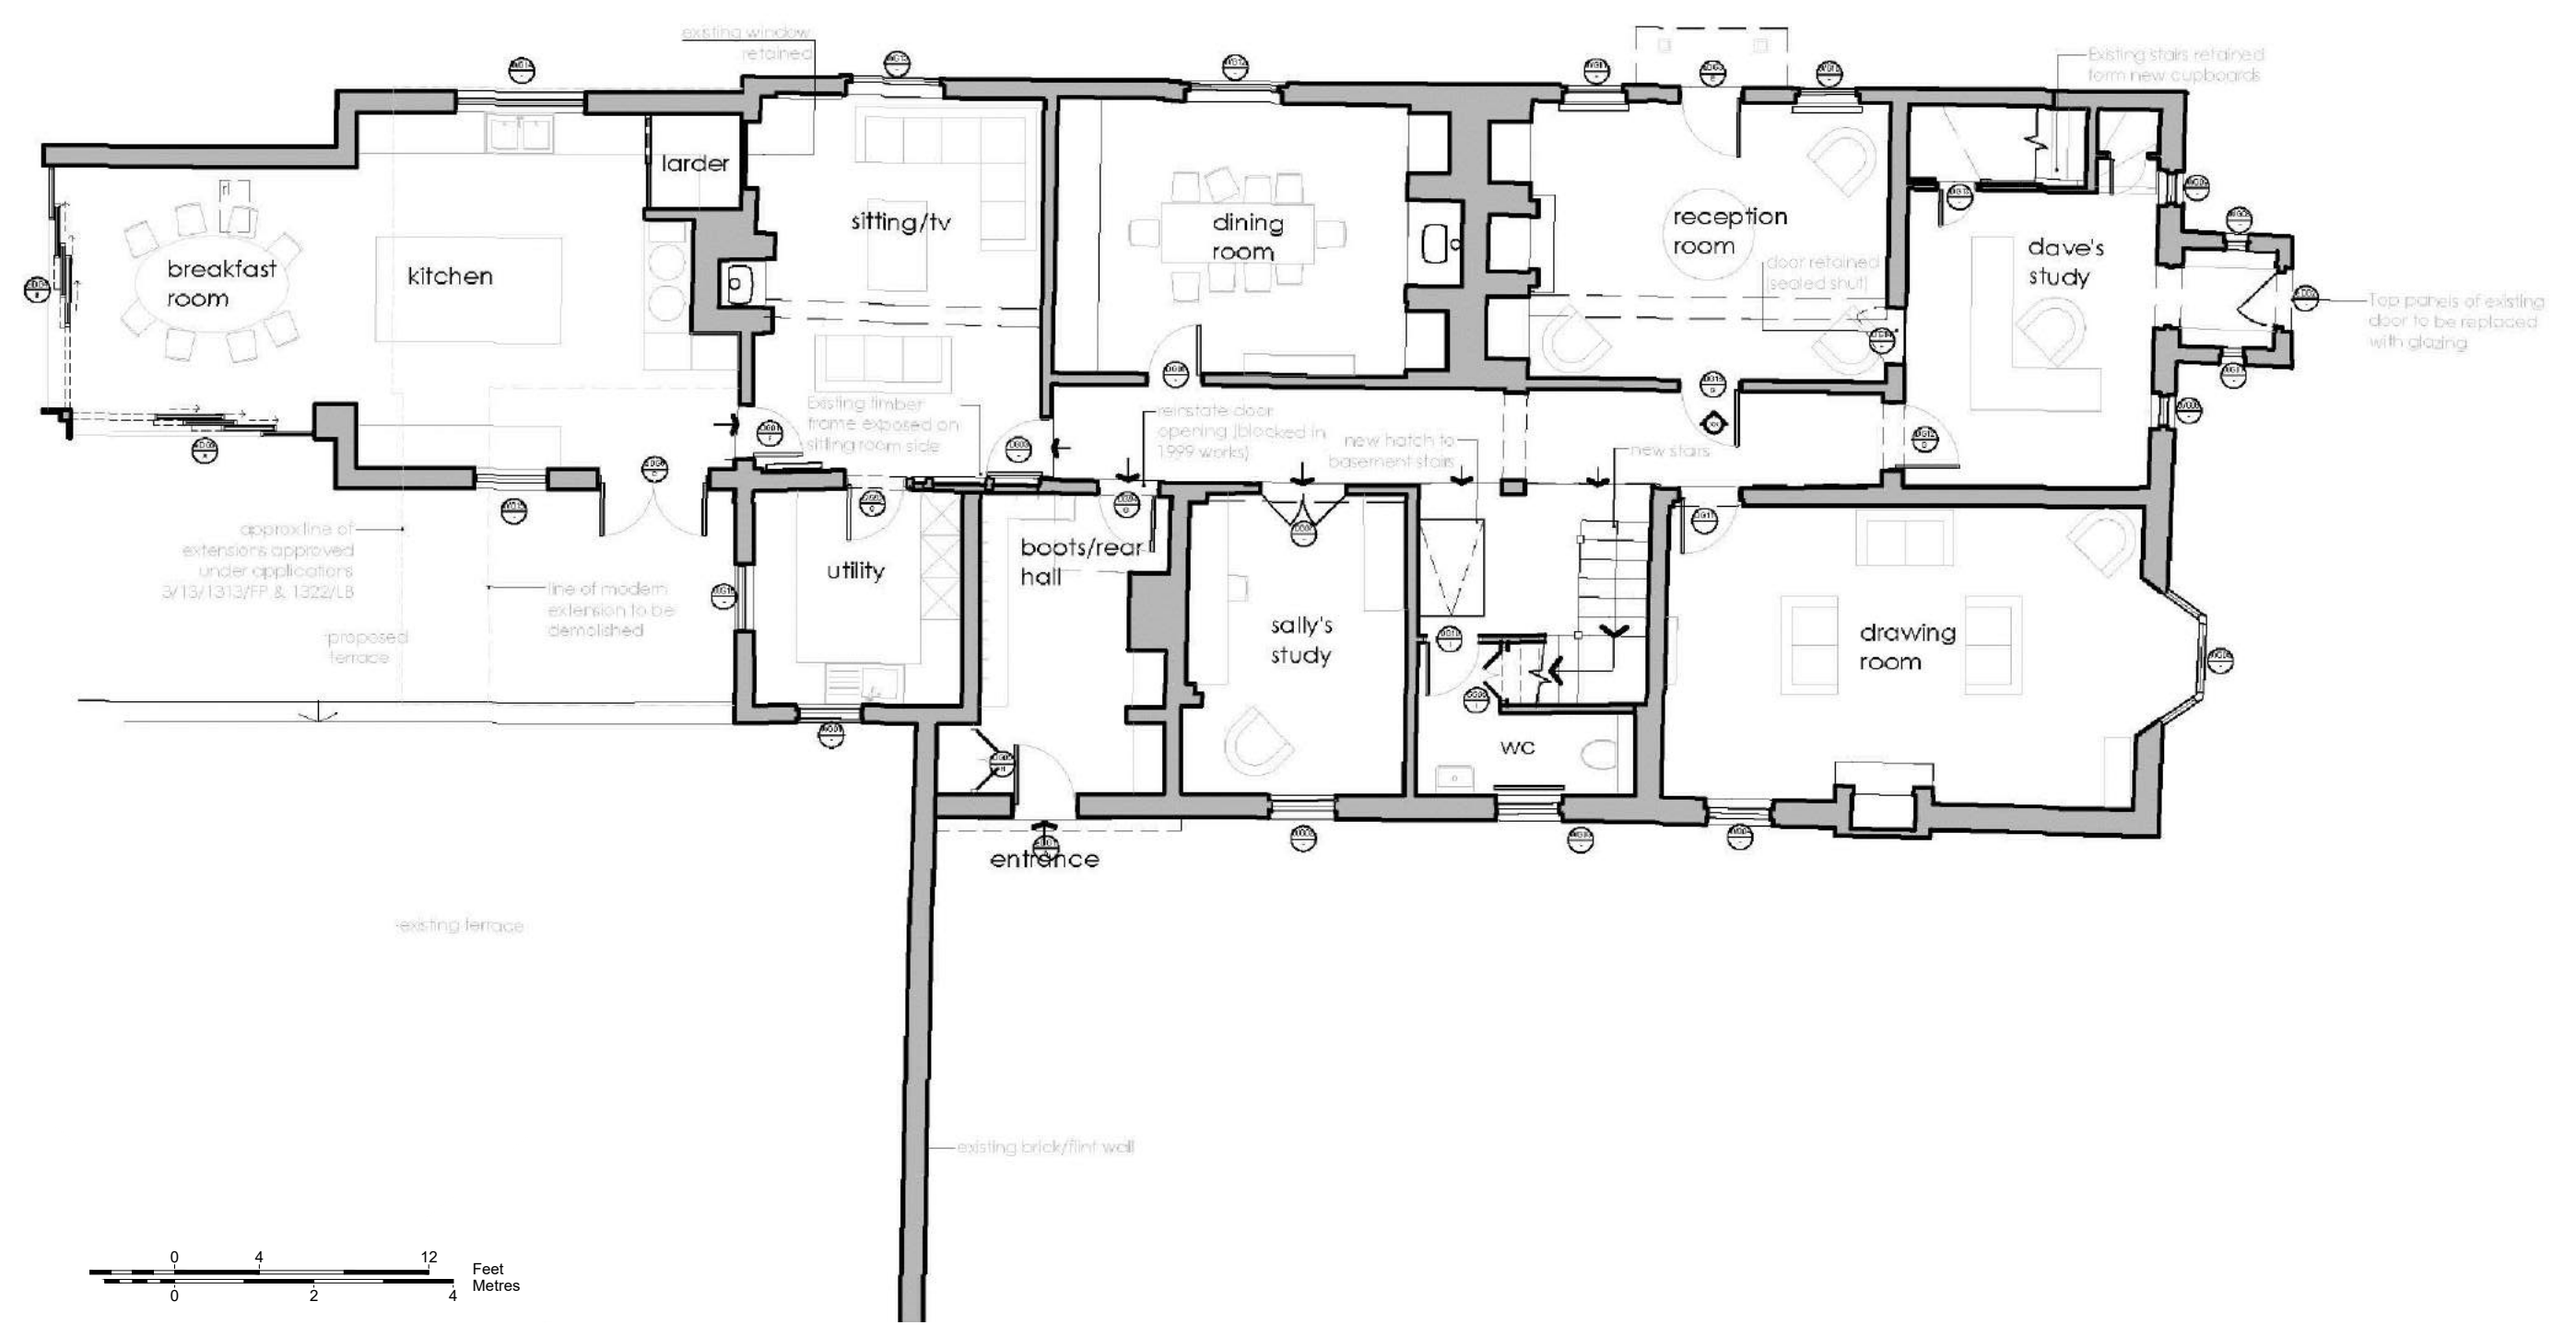 existing window
retained
Existing stairs retained
form new cupboards
larder
sitting/tv
dining
room
reception
room
dave's
study
breakfast
room
kitchen
door retained
(sealed shut)
Top panels of existing
door to be replaced
with glazing
Existing timber
frame exposed on
sitting room side
reinstate door
opening (blocked in
1999 works)
new hatch to
basement stairs
new stairs
approx line of
extensions approved
under applications
3/13/1313/FP & 1322/LB
line of modern
extension to be
demolished
proposed
terrace
utility
boots/rear
hall
sally's
study
drawing
room
wc
entrance
existing terrace
existing brick/flint wall
0 4 12
Feet
Metres
0 2 4